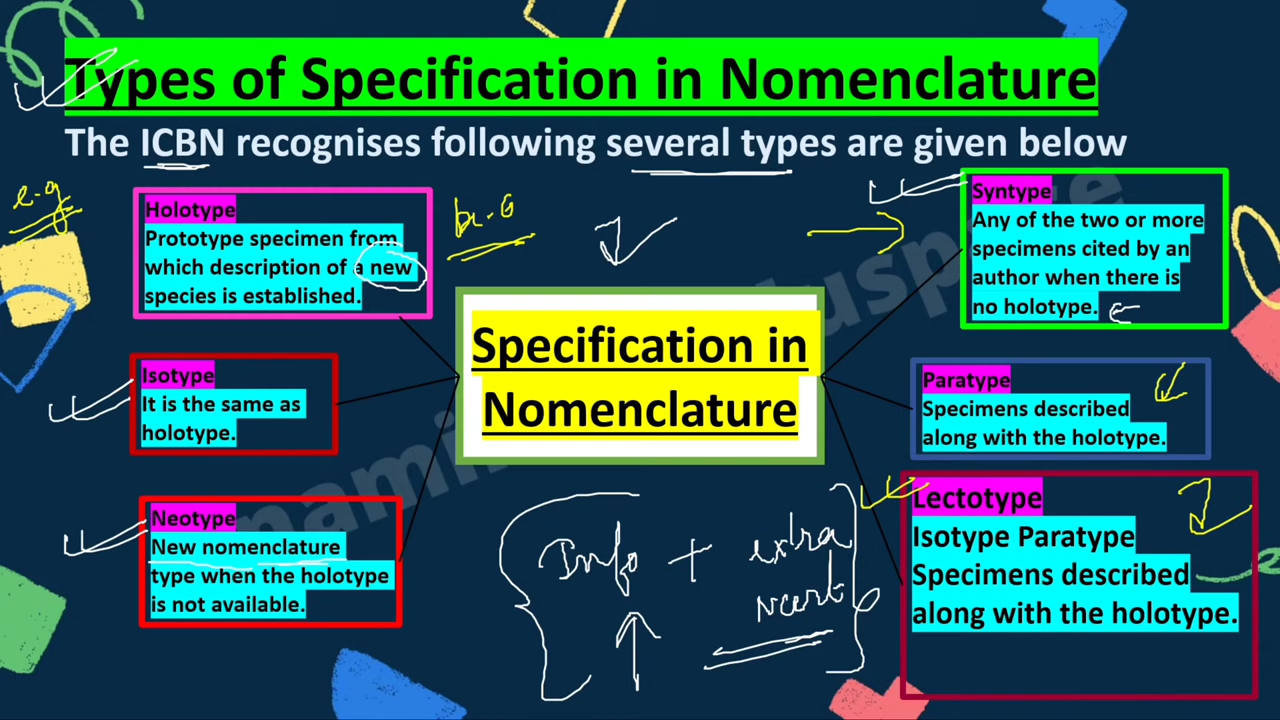 Types of Specification in Nomenclature
The ICBN recognises following several types are given below
e.g
Holotype
Prototype specimen from
which description of a new
species is established.
Isotype
It is the same as
holotype.
Neotype
New nomenclature
type when the holotype
is not available.
Specification in
Nomenclature
Info + extra
ncert
Syntype
Any of the two or more
specimens cited by an
author when there is
no holotype.
Paratype
Specimens described
along with the holotype.
Lectotype
Isotype Paratype
Specimens described
along with the holotype.